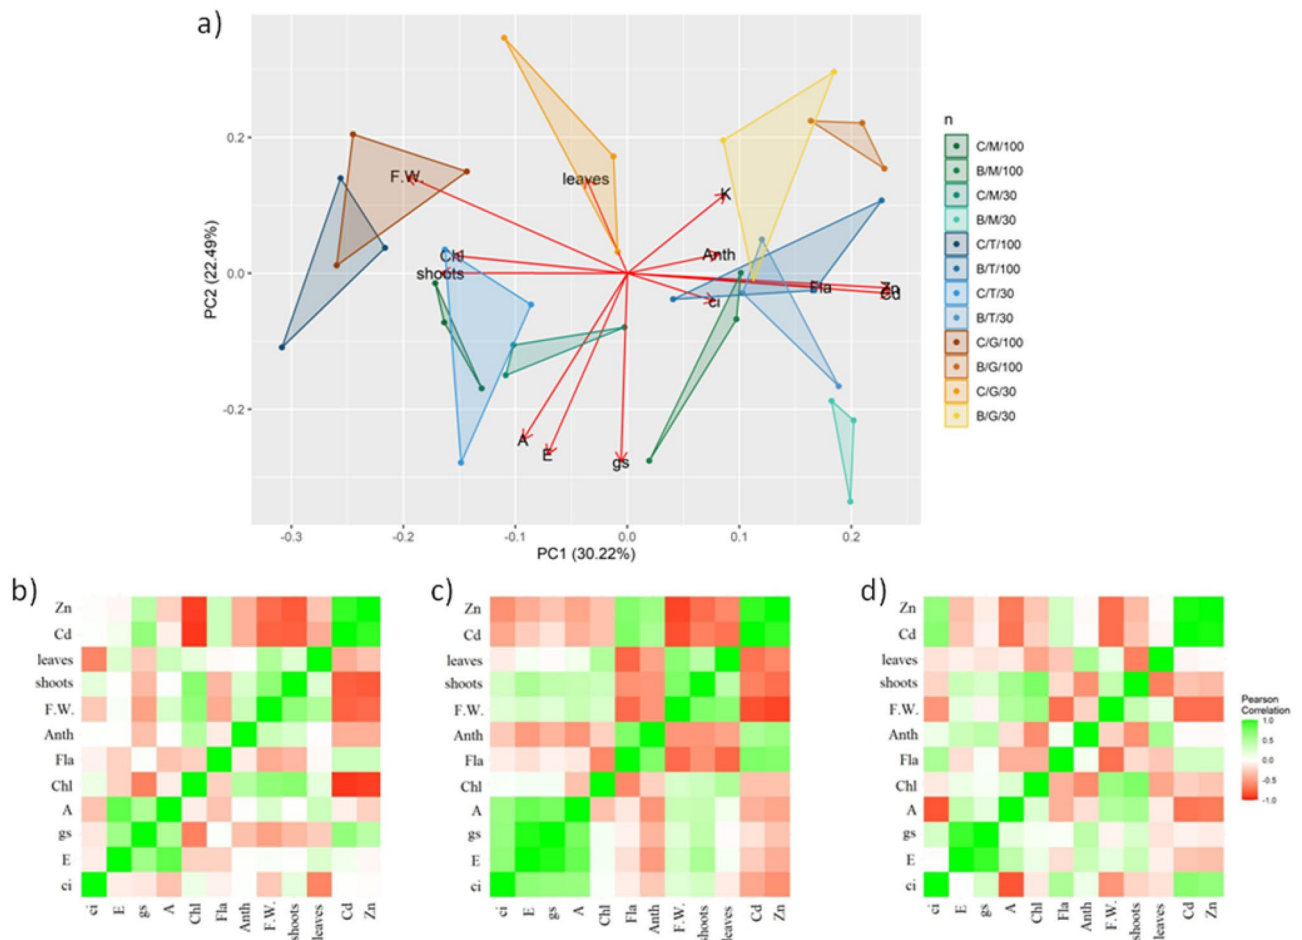 a)
PC2 (22.49%)
0.2
0.0
-0.2
F.W.
leaves
K
Chl
Anth
shoots
ci
Fla
Zn
Cd
A
E
gs
-0.3
-0.2
-0.1
0.0
0.1
0.2
PC1 (30.22%)
n
C/M/100
B/M/100
C/M/30
B/M/30
C/T/100
B/T/100
C/T/30
B/T/30
C/G/100
B/G/100
C/G/30
B/G/30
b)
Zn
Cd
leaves
shoots
F.W.
Anth
Fla
Chl
A
gs
E
ci
ci E gs A Chl Fla Anth F.W. shoots leaves Cd Zn
c)
Zn
Cd
leaves
shoots
F.W.
Anth
Fla
Chl
A
gs
E
ci
ci gs E A Chl Fla Anth F.W. shoots leaves Cd Zn
d)
Zn
Cd
leaves
shoots
F.W.
Anth
Fla
Chl
A
gs
E
ci
ci E gs A Chl Fla Anth F.W. shoots leaves Cd Zn
Pearson
Correlation
1.0
0.5
0.0
-0.5
-1.0